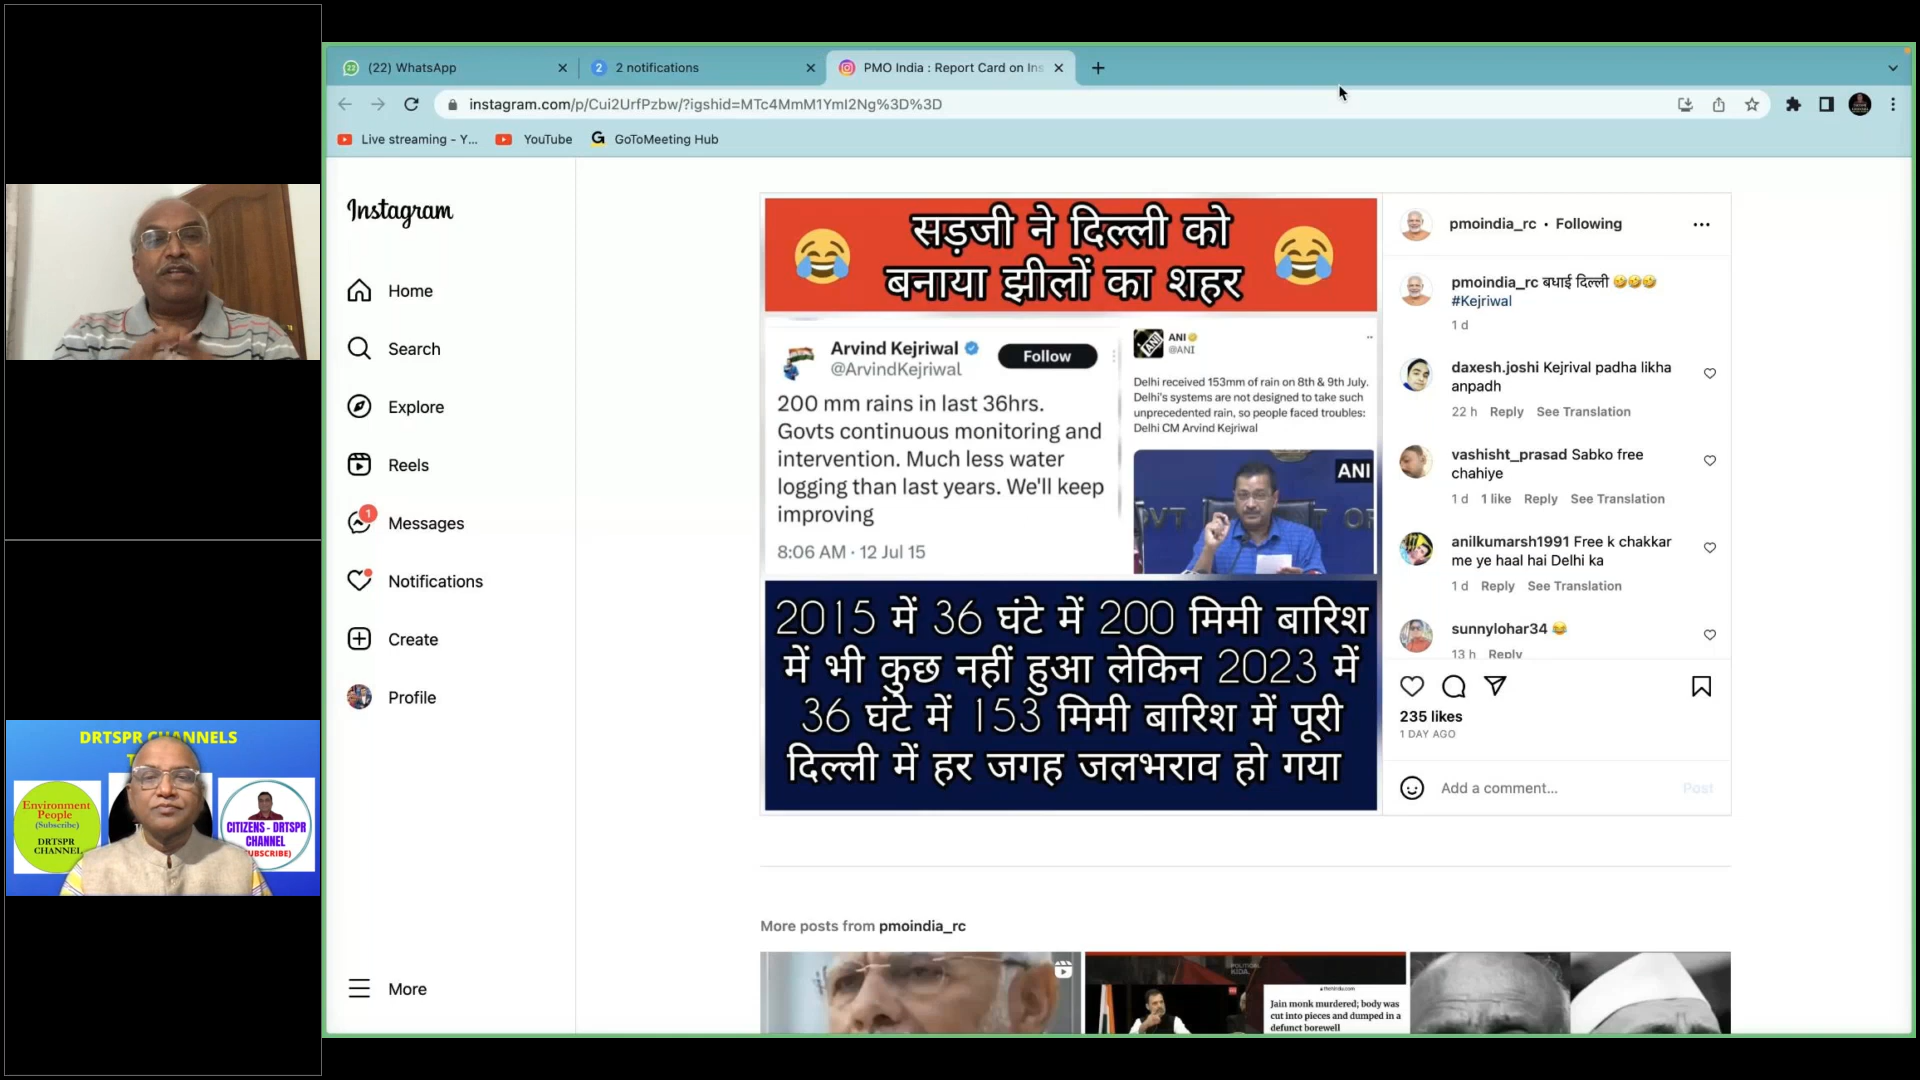 (22) WhatsApp
2 notifications
PMO India : Report Card on Ins
instagram.com/p/Cui2UrfPzbw/?igshid=MTc4MmM1YmI2Ng%3D%3D
Live streaming - Y...
YouTube
GoToMeeting Hub
Instagram
Home
Search
Explore
Reels
1
Messages
Notifications
Create
Profile
More
DRTSPR CHANNELS
Environment
People
(Subscribe)
DRTSPR
CHANNEL
CITIZENS - DRTSPR
CHANNEL
सड़जी ने दिल्ली को
बनाया झीलों का शहर
Arvind Kejriwal
@ArvindKejriwal
Follow
200 mm rains in last 36hrs.
Govts continuous monitoring and
intervention. Much less water
logging than last years. We'll keep
improving
8:06 AM · 12 Jul 15
ANI
@ANI
Delhi received 153mm of rain on 8th & 9th July.
Delhi's systems are not designed to take such
unprecedented rain, so people faced troubles:
Delhi CM Arvind Kejriwal
ANI
2015 में 36 घंटे में 200 मिमी बारिश
में भी कुछ नहीं हुआ लेकिन 2023 में
36 घंटे में 153 मिमी बारिश में पूरी
दिल्ली में हर जगह जलभराव हो गया
pmoindia_rc • Following
pmoindia_rc बधाई दिल्ली 🤣🤣🤣
#Kejriwal
1 d
daxesh.joshi Kejrival padha likha
anpadh
22 h Reply See Translation
vashisht_prasad Sabko free
chahiye
1 d 1 like Reply See Translation
anilkumarsh1991 Free k chakkar
me ye haal hai Delhi ka
1 d Reply See Translation
sunnylohar34 😂
13 h Reply
235 likes
1 DAY AGO
Add a comment...
Post
More posts from pmoindia_rc
Jain monk murdered; body was
cut into pieces and dumped in a
defunct borewell